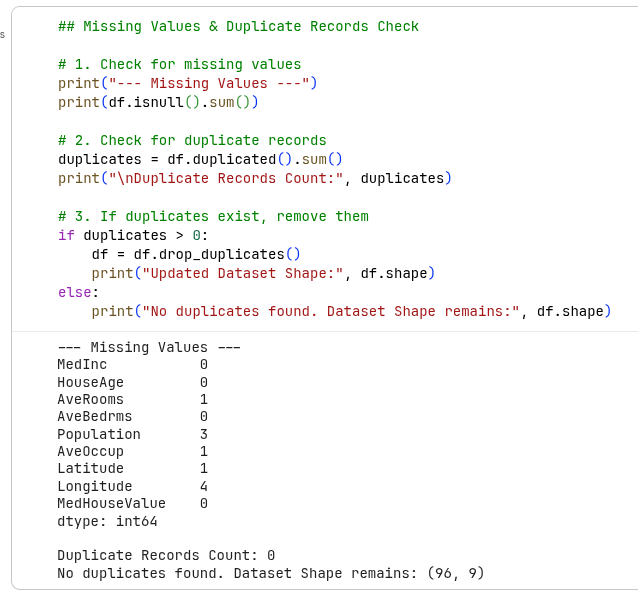 s
## Missing Values & Duplicate Records Check
# 1. Check for missing values
print("--- Missing Values ---")
print(df.isnull().sum())
# 2. Check for duplicate records
duplicates = df.duplicated().sum()
print("\nDuplicate Records Count:", duplicates)
# 3. If duplicates exist, remove them
if duplicates > 0:
    df = df.drop_duplicates()
    print("Updated Dataset Shape:", df.shape)
else:
    print("No duplicates found. Dataset Shape remains:", df.shape)
--- Missing Values ---
MedInc           0
HouseAge         0
AveRooms         1
AveBedrms        0
Population       3
AveOccup         1
Latitude         1
Longitude        4
MedHouseValue    0
dtype: int64
Duplicate Records Count: 0
No duplicates found. Dataset Shape remains: (96, 9)